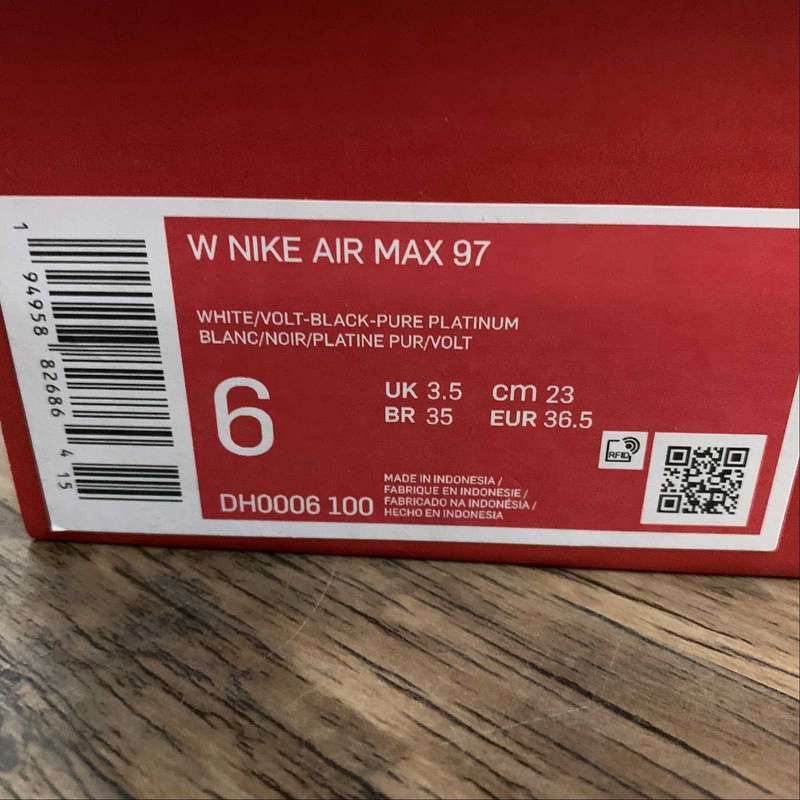 W NIKE AIR MAX 97
WHITE/VOLT-BLACK-PURE PLATINUM
BLANC/NOIR/PLATINE PUR/VOLT
6
UK 3.5 cm 23
BR 35 EUR 36.5
RFID
DH0006 100
MADE IN INDONESIA /
FABRIQUE EN INDONESIE /
FABRICADO NA INDONÉSIA /
HECHO EN INDONESIA
1 94958 82686 4 15